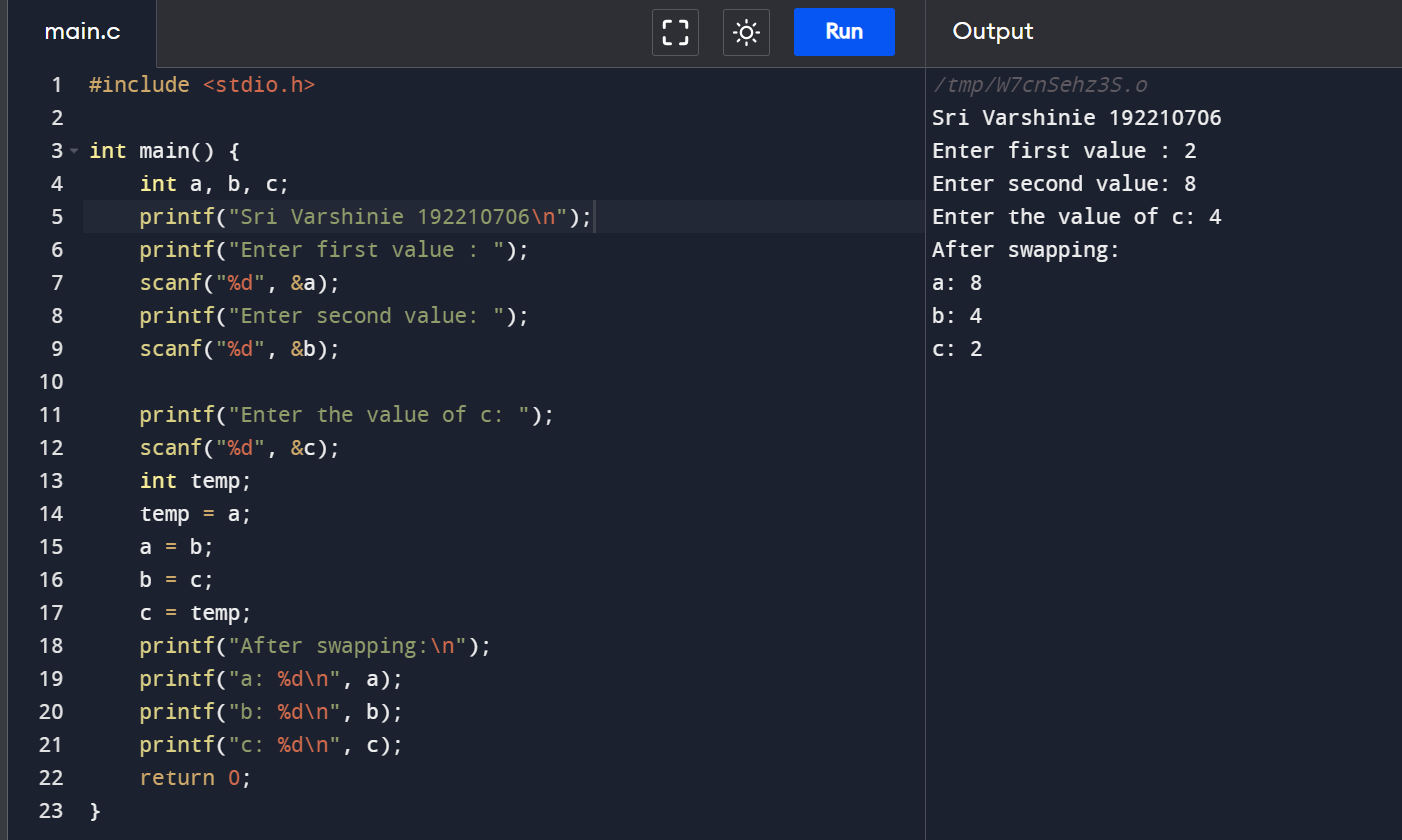 main.c
Run
Output
1 #include <stdio.h>
2
3 int main() {
4     int a, b, c;
5     printf("Sri Varshinie 192210706\n");
6     printf("Enter first value : ");
7     scanf("%d", &a);
8     printf("Enter second value: ");
9     scanf("%d", &b);
10
11     printf("Enter the value of c: ");
12     scanf("%d", &c);
13     int temp;
14     temp = a;
15     a = b;
16     b = c;
17     c = temp;
18     printf("After swapping:\n");
19     printf("a: %d\n", a);
20     printf("b: %d\n", b);
21     printf("c: %d\n", c);
22     return 0;
23 }
/tmp/W7cnSehz3S.o
Sri Varshinie 192210706
Enter first value : 2
Enter second value: 8
Enter the value of c: 4
After swapping:
a: 8
b: 4
c: 2